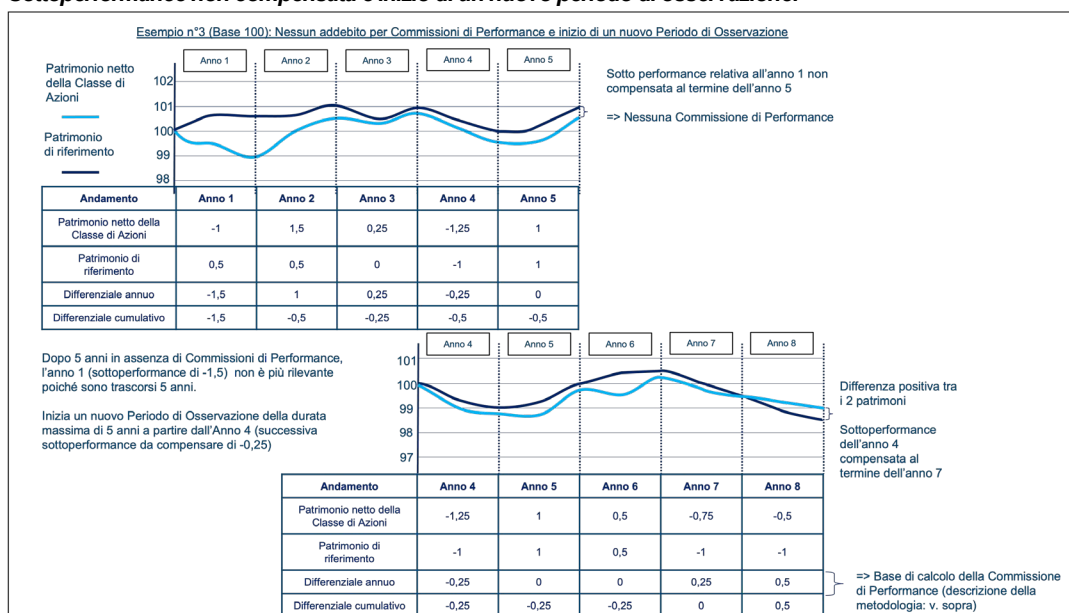 Sottoperformance non compensata e inizio di un nuovo periodo di osservazione:
Esempio n°3 (Base 100): Nessun addebito per Commissioni di Performance e inizio di un nuovo Periodo di Osservazione
Patrimonio netto
della Classe di
Azioni
Patrimonio
di riferimento
Anno 1 Anno 2 Anno 3 Anno 4 Anno 5
102
101
100
99
98
Sotto performance relativa all'anno 1 non
compensata al termine dell'anno 5
=> Nessuna Commissione di Performance
Andamento Anno 1 Anno 2 Anno 3 Anno 4 Anno 5
Patrimonio netto della
Classe di Azioni -1 1,5 0,25 -1,25 1
Patrimonio di
riferimento 0,5 0,5 0 -1 1
Differenziale annuo -1,5 1 0,25 -0,25 0
Differenziale cumulativo -1,5 -0,5 -0,25 -0,5 -0,5
Dopo 5 anni in assenza di Commissioni di Performance,
l'anno 1 (sottoperformance di -1,5) non è più rilevante
poiché sono trascorsi 5 anni.
Inizia un nuovo Periodo di Osservazione della durata
massima di 5 anni a partire dall'Anno 4 (successiva
sottoperformance da compensare di -0,25)
Anno 4 Anno 5 Anno 6 Anno 7 Anno 8
101
100
99
98
97
Differenza positiva tra
i 2 patrimoni
Sottoperformance
dell'anno 4
compensata al
termine dell'anno 7
Andamento Anno 4 Anno 5 Anno 6 Anno 7 Anno 8
Patrimonio netto della
Classe di Azioni -1,25 1 0,5 -0,75 -0,5
Patrimonio di
riferimento -1 1 0,5 -1 -1
Differenziale annuo -0,25 0 0 0,25 0,5
Differenziale cumulativo -0,25 -0,25 -0,25 0 0,5
=> Base di calcolo della Commissione
di Performance (descrizione della
metodologia: v. sopra)